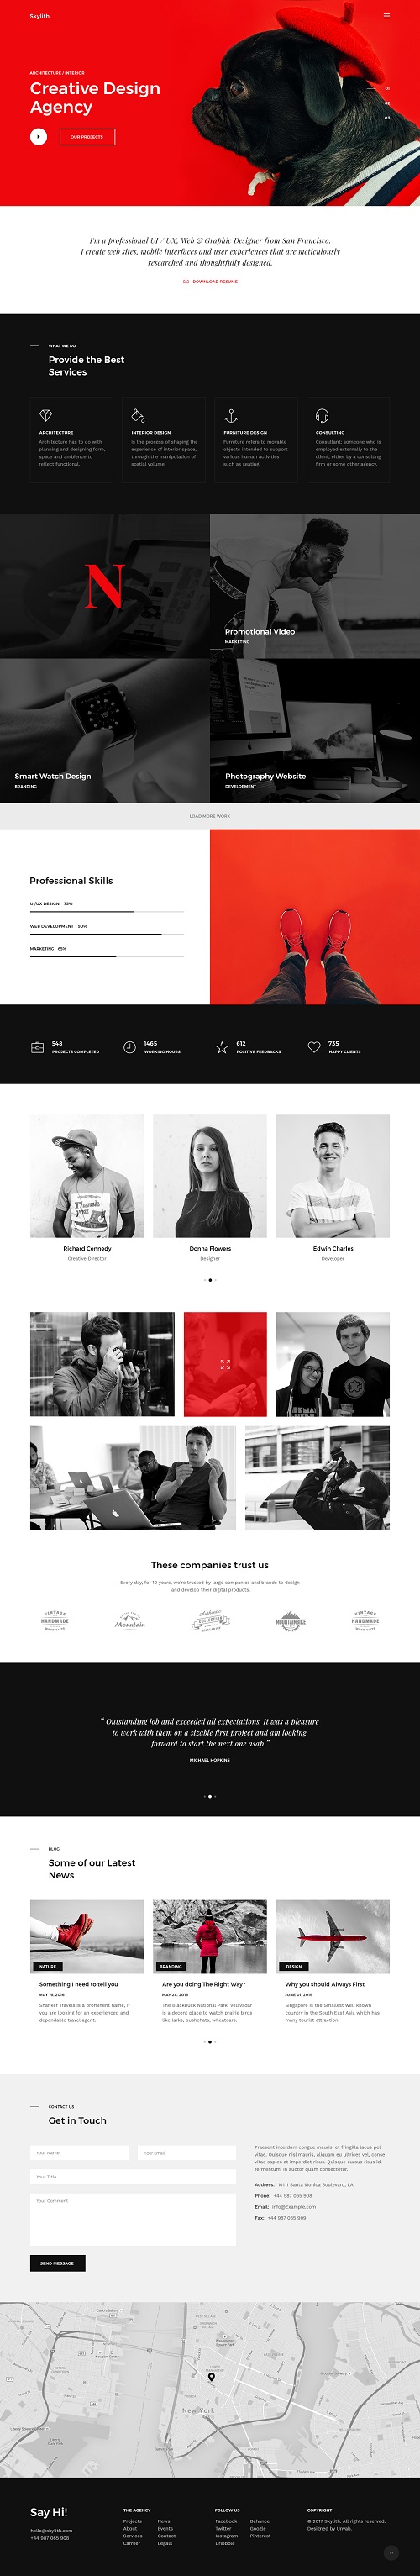 Skylith.
ARCHITECTURE / INTERIOR
Creative Design
Agency
OUR PROJECTS
01
02
03
I'm a professional UI / UX, Web & Graphic Designer from San Francisco.
I create web sites, mobile interfaces and user experiences that are meticulously
researched and thoughtfully designed.
DOWNLOAD RESUME
WHAT WE DO
Provide the Best
Services
ARCHITECTURE
Architecture has to do with
planning and designing form,
space and ambience to
reflect functional.
INTERIOR DESIGN
Is the process of shaping the
experience of interior space,
through the manipulation of
spatial volume.
FURNITURE DESIGN
Furniture refers to movable
objects intended to support
various human activities
such as seating.
CONSULTING
Consultant: someone who is
employed externally to the
client, either by a consulting
firm or some other agency.
N
Promotional Video
MARKETING
Smart Watch Design
BRANDING
Photography Website
DEVELOPMENT
LOAD MORE WORK
Professional Skills
UI/UX DESIGN 75%
WEB DEVELOPMENT 90%
MARKETING 65%
548
PROJECTS COMPLETED
1465
WORKING HOURS
612
POSITIVE FEEDBACKS
735
HAPPY CLIENTS
Thank
you
Richard Cennedy
Creative Director
Donna Flowers
Designer
Edwin Charles
Developer
These companies trust us
Every day, for 19 years, we're trusted by large companies and brands to design
and develop their digital products.
VINTAGE
HANDMADE
Mountain
Authentic
COLLECTION
MOUNTAINBIKE
VINTAGE
HANDMADE
“ Outstanding job and exceeded all expectations. It was a pleasure
to work with them on a sizable first project and am looking
forward to start the next one asap.”
MICHAEL HOPKINS
BLOG
Some of our Latest
News
NATURE
Something I need to tell you
MAY 16, 2016
Shanker Travels is a prominent name, if
you are looking for an experienced and
dependable travel agent.
BRANDING
Are you doing The Right Way?
MAY 28, 2016
The Blackbuck National Park, Velavadar
is a decent place to watch prairie birds
like larks, bushchats, wheatears.
DESIGN
Why you should Always First
JUNE 01, 2016
Singapore is the smallest well known
country in the South East Asia which has
many tourist attraction.
CONTACT US
Get in Touch
Your Name
Your Email
Your Title
Your Comment
SEND MESSAGE
Praesent interdum congue mauris, et fringilla lacus pel
vitae. Quisque nisl mauris, aliquam eu ultrices vel, conse
vitae sapien at imperdiet risus. Quisque cursus risus id.
fermentum, in auctor quam consectetur.
Address: 10111 Santa Monica Boulevard, LA
Phone: +44 987 065 908
Email: info@Example.com
Fax: +44 987 065 909
New York
Say Hi!
hello@skylith.com
+44 987 065 908
THE AGENCY
Projects
About
Services
Carreer
News
Events
Contact
Legals
FOLLOW US
Facebook
Twitter
Instagram
Dribbble
Behance
Google
Pinterest
COPYRIGHT
© 2017 Skylith. All rights reserved.
Designed by Unvab.